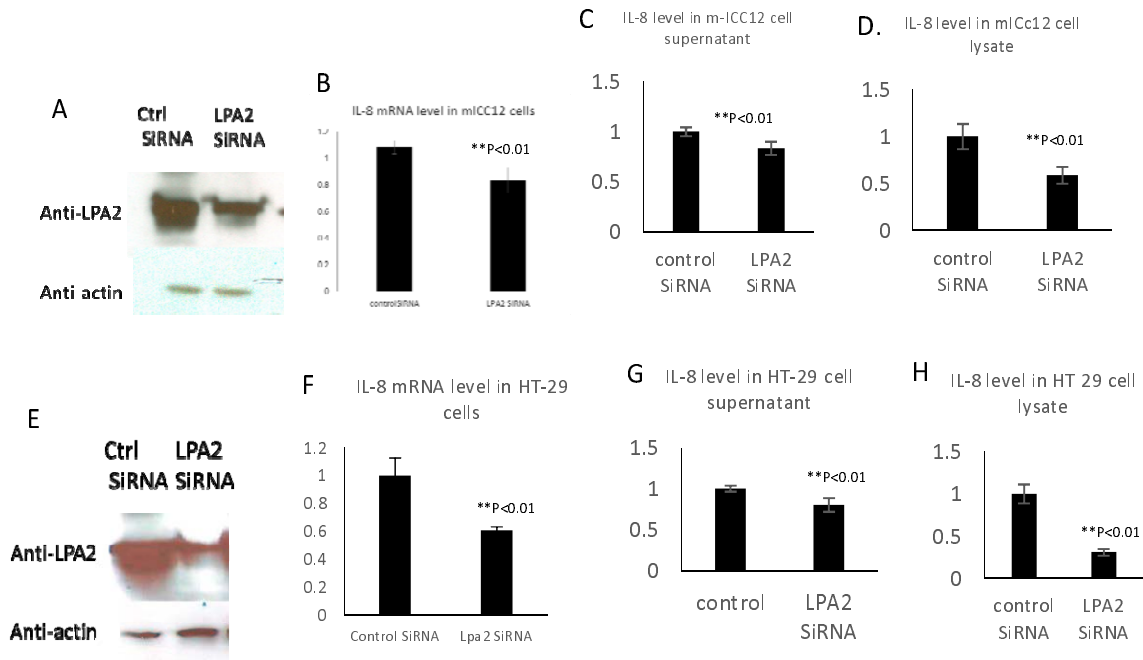 A
Ctrl LPA2
SiRNA SiRNA
Anti-LPA2
Anti actin
B
IL-8 mRNA level in mICC12 cells
1
0.8
0.6
0.4
0.2
0
**P<0.01
controlSiRNA LPA2 SiRNA
C
IL-8 level in m-ICC12 cell
supernatant
1.5
1
0.5
0
**P<0.01
control LPA2
SiRNA SiRNA
D.
IL-8 level in mICc12 cell
lysate
1.5
1
0.5
0
**P<0.01
control LPA2
SiRNA SiRNA
E
Ctrl LPA2
SiRNA SiRNA
Anti-LPA2
Anti-actin
F
IL-8 mRNA level in HT-29
cells
1.2
1
0.8
0.6
0.4
0.2
0
**P<0.01
Control SiRNA Lpa2 SiRNA
G
IL-8 level in HT-29 cell
supernatant
1.5
1
0.5
0
**P<0.01
control LPA2
SiRNA
H
IL-8 level in HT 29 cell
lysate
1.5
1
0.5
0
**P<0.01
control LPA2
SiRNA SiRNA